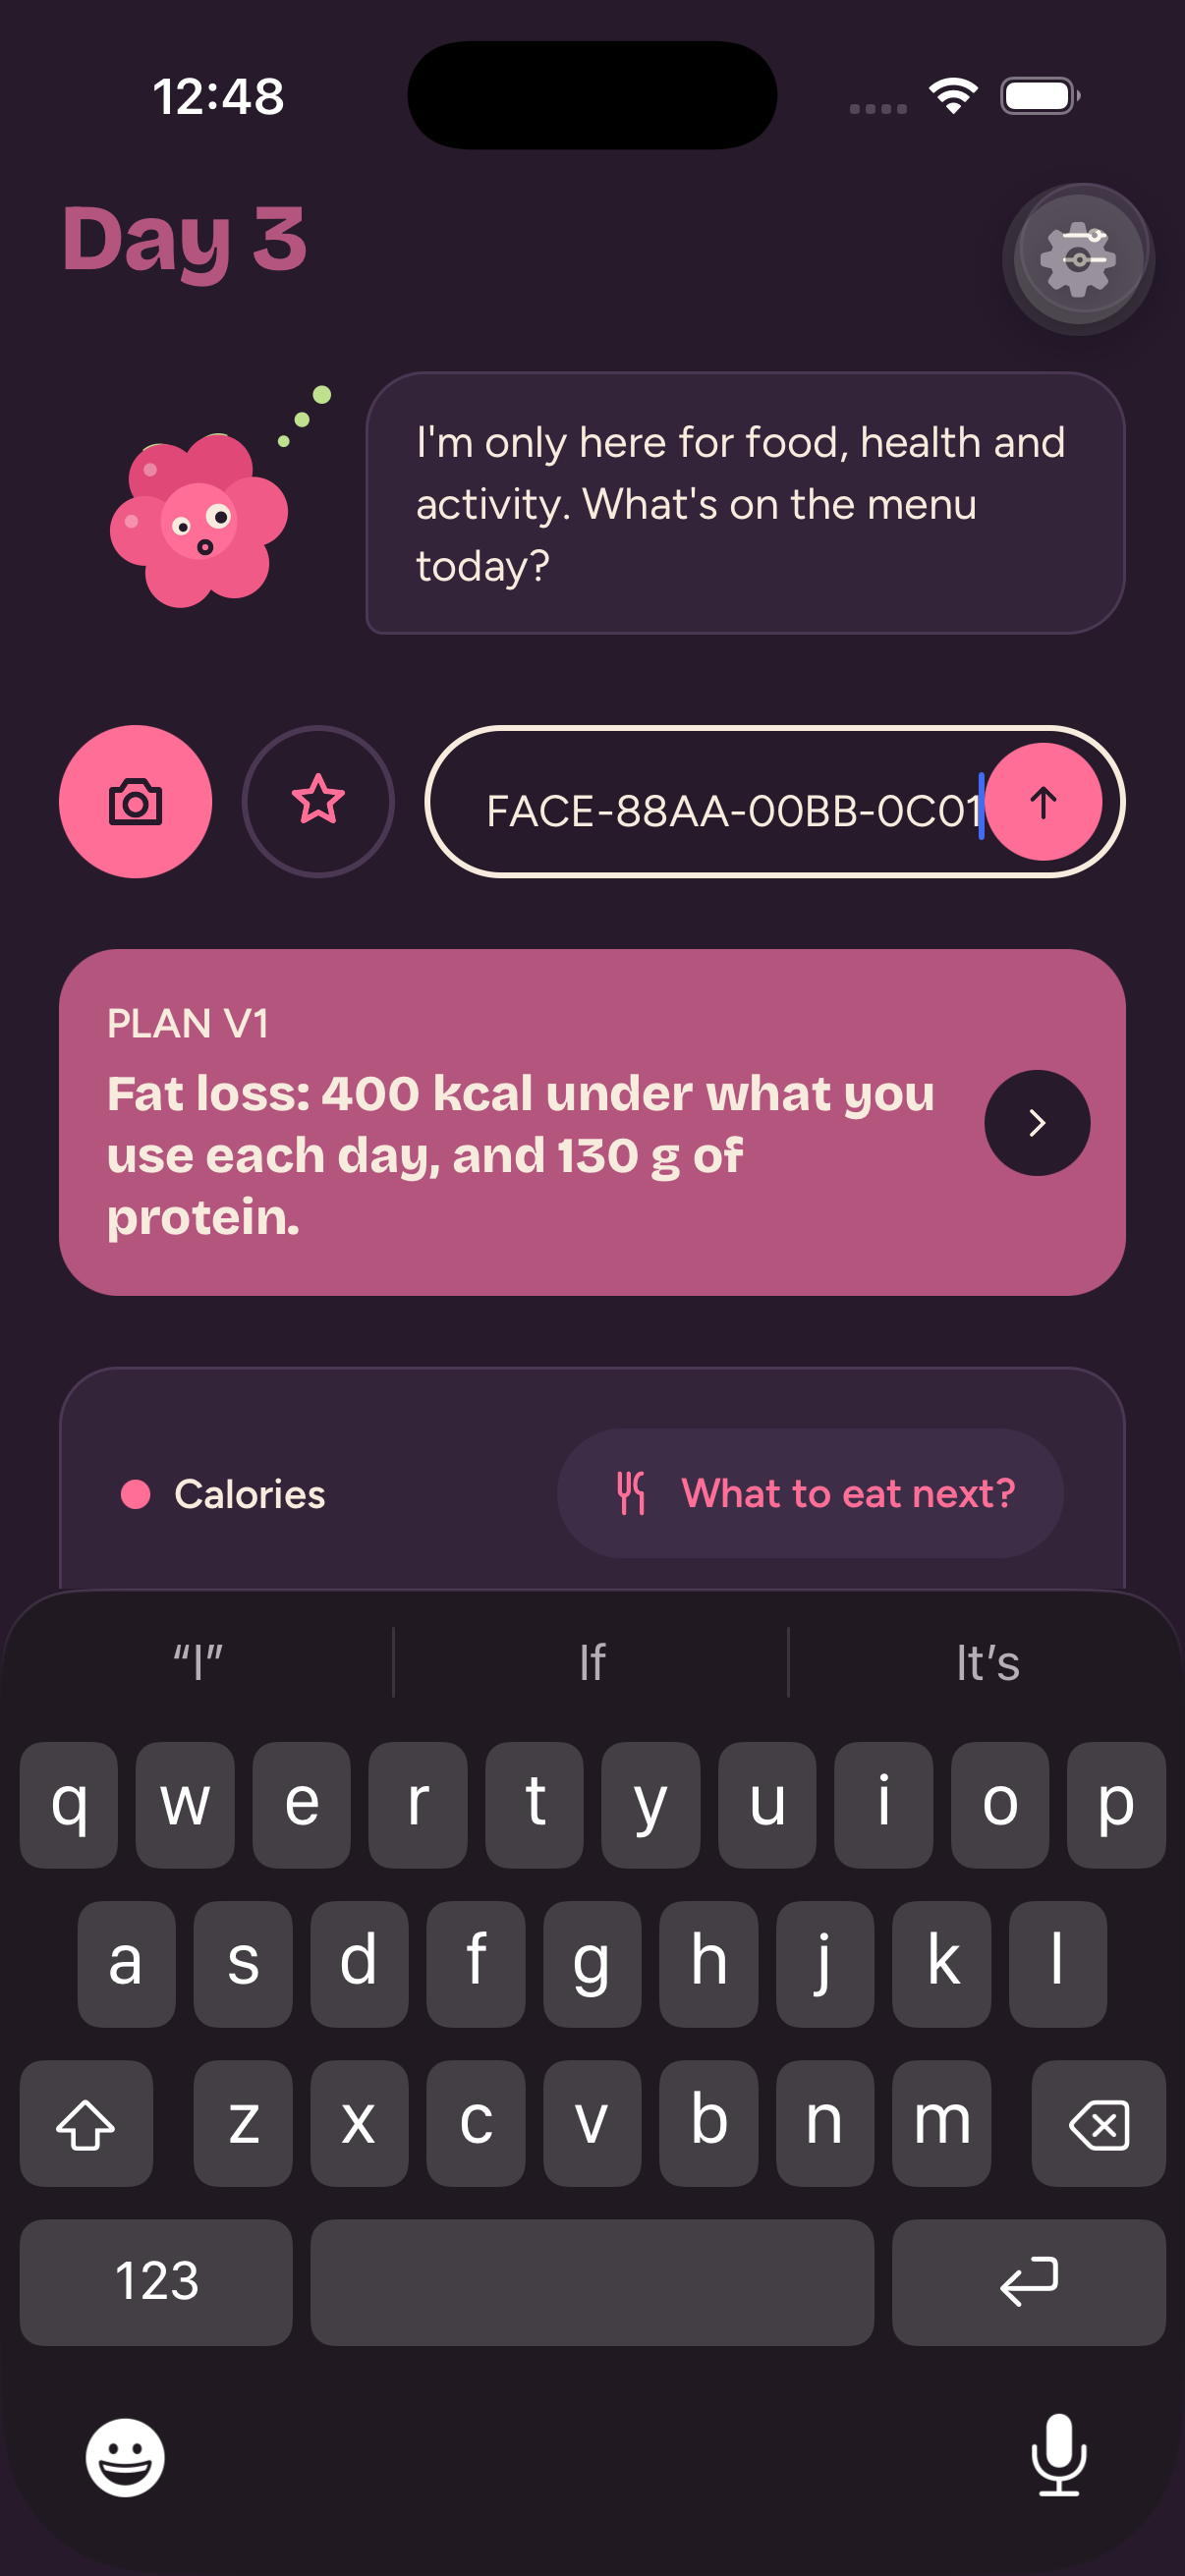 12:48
Day 3
I'm only here for food, health and
activity. What's on the menu
today?
FACE-88AA-00BB-0C01
PLAN V1
Fat loss: 400 kcal under what you
use each day, and 130 g of
protein.
Calories
What to eat next?
“I” If It’s
q w e r t y u i o p
a s d f g h j k l
z x c v b n m
123